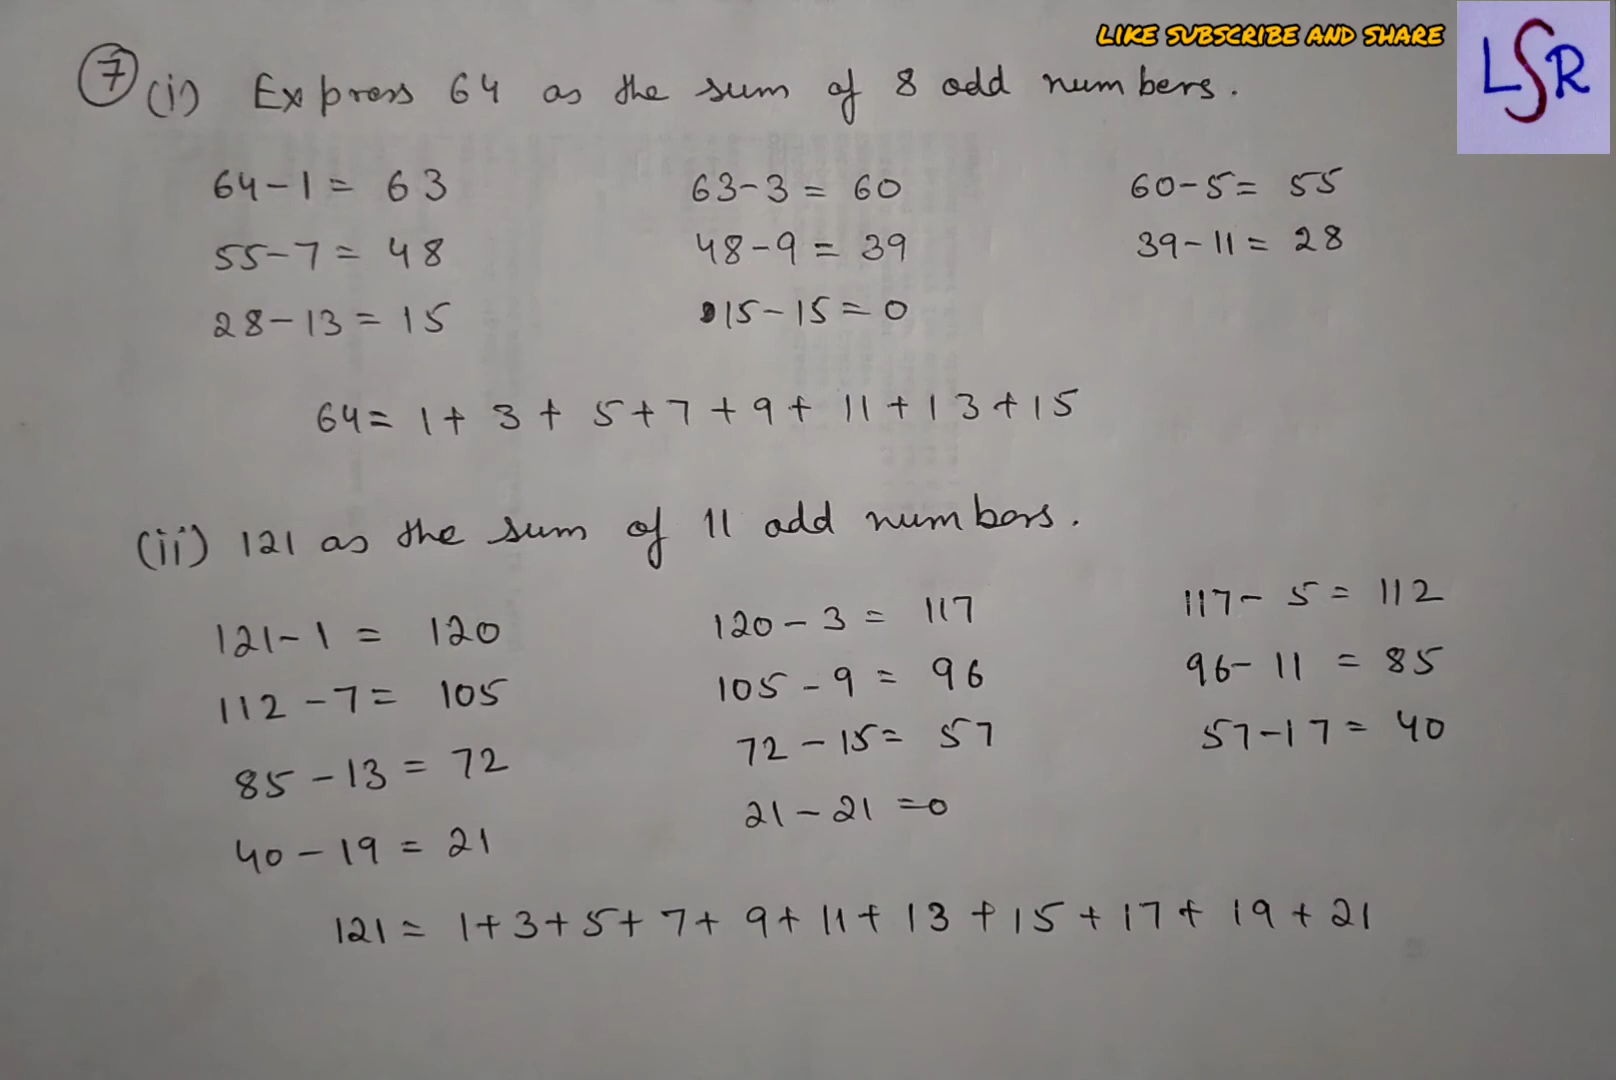 LIKE SUBSCRIBE AND SHARE
LSR
7 (i) Express 64 as the sum of 8 odd numbers.
64-1= 63 63-3= 60 60-5= 55
55-7= 48 48-9= 39 39-11= 28
28-13=15 15-15=0
64= 1+ 3+ 5+7+9+ 11+13+15
(ii) 121 as the sum of 11 odd numbers.
121-1 = 120 120-3 = 117 117- 5= 112
112-7= 105 105-9= 96 96- 11 = 85
85-13= 72 72-15= 57 57-17= 40
40-19= 21 21-21=0
121= 1+3+5+7+ 9+11+ 13+15+17+ 19+21